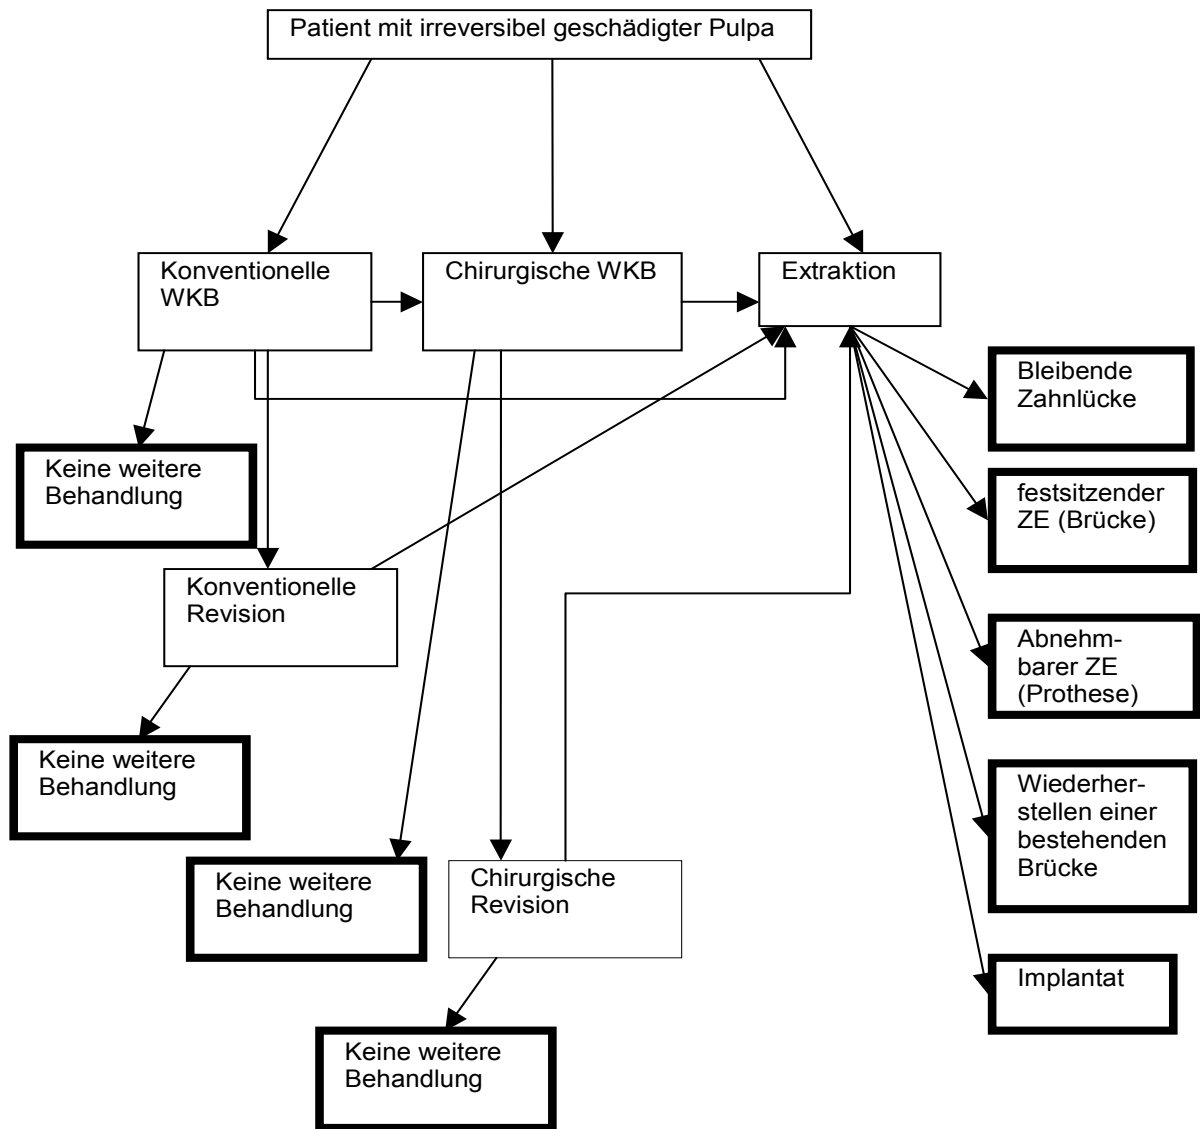 Patient mit irreversibel geschädigter Pulpa
Konventionelle
WKB
Chirurgische WKB
Extraktion
Bleibende
Zahnlücke
Keine weitere
Behandlung
festsitzender
ZE (Brücke)
Konventionelle
Revision
Abnehm-
barer ZE
(Prothese)
Keine weitere
Behandlung
Wiederher-
stellen einer
bestehenden
Brücke
Keine weitere
Behandlung
Chirurgische
Revision
Implantat
Keine weitere
Behandlung